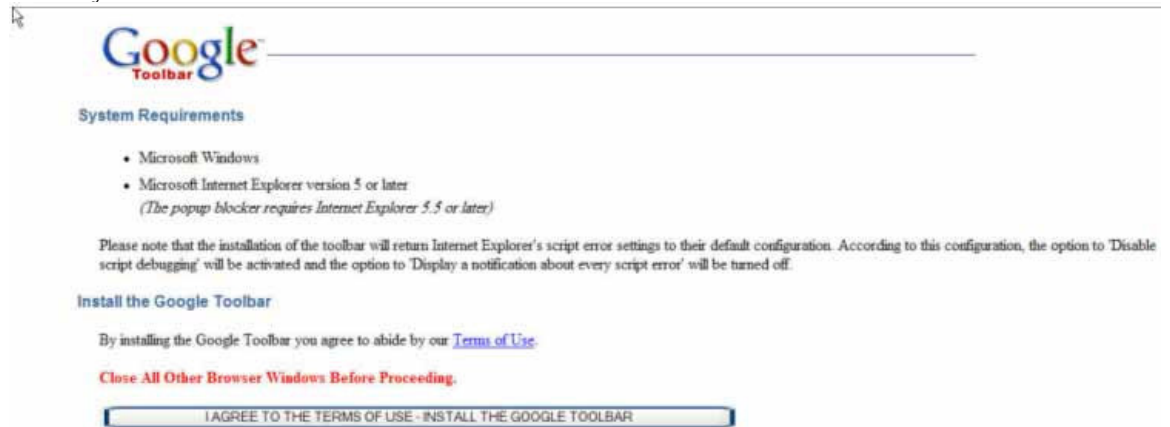 Google
Toolbar
System Requirements
• Microsoft Windows
• Microsoft Internet Explorer version 5 or later
(The popup blocker requires Internet Explorer 5.5 or later)
Please note that the installation of the toolbar will return Internet Explorer's script error settings to their default configuration. According to this configuration, the option to 'Disable
script debugging' will be activated and the option to 'Display a notification about every script error' will be turned off.
Install the Google Toolbar
By installing the Google Toolbar you agree to abide by our Terms of Use.
Close All Other Browser Windows Before Proceeding.
I AGREE TO THE TERMS OF USE - INSTALL THE GOOGLE TOOLBAR